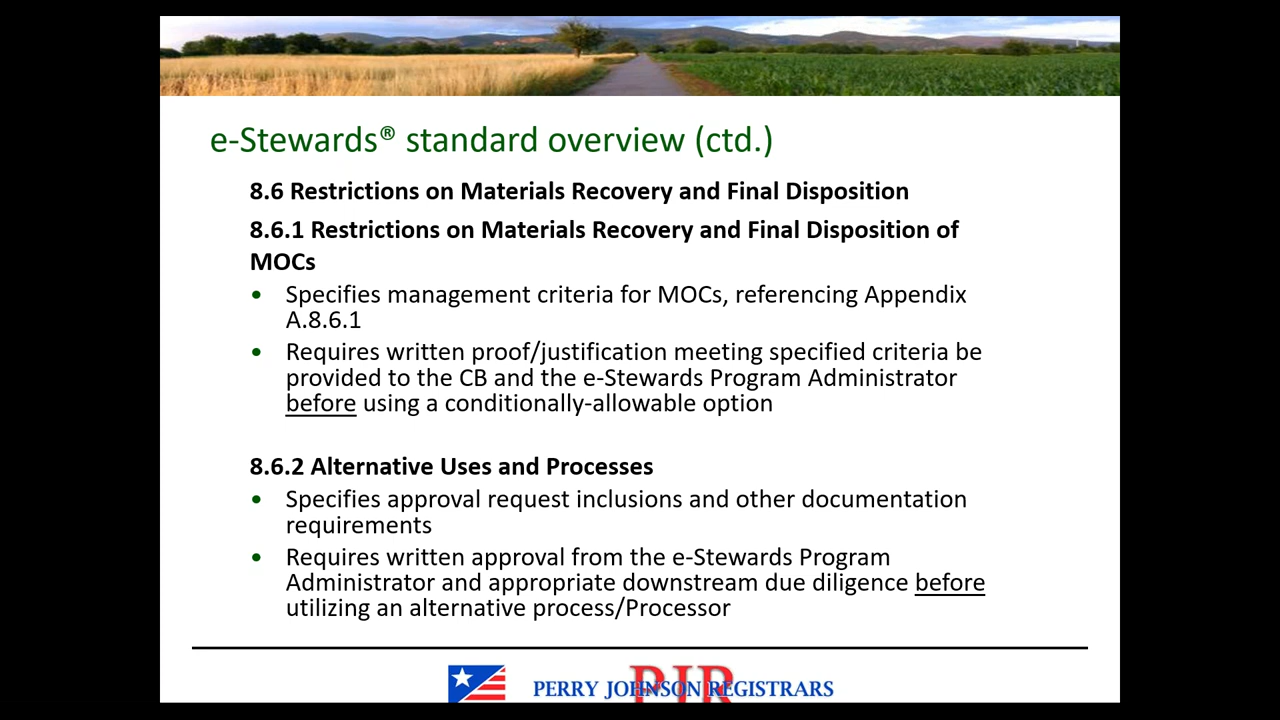 e-Stewards® standard overview (ctd.)
8.6 Restrictions on Materials Recovery and Final Disposition
8.6.1 Restrictions on Materials Recovery and Final Disposition of
MOCs
• Specifies management criteria for MOCs, referencing Appendix
A.8.6.1
• Requires written proof/justification meeting specified criteria be
provided to the CB and the e-Stewards Program Administrator
before using a conditionally-allowable option
8.6.2 Alternative Uses and Processes
• Specifies approval request inclusions and other documentation
requirements
• Requires written approval from the e-Stewards Program
Administrator and appropriate downstream due diligence before
utilizing an alternative process/Processor
PJR
PERRY JOHNSON REGISTRARS